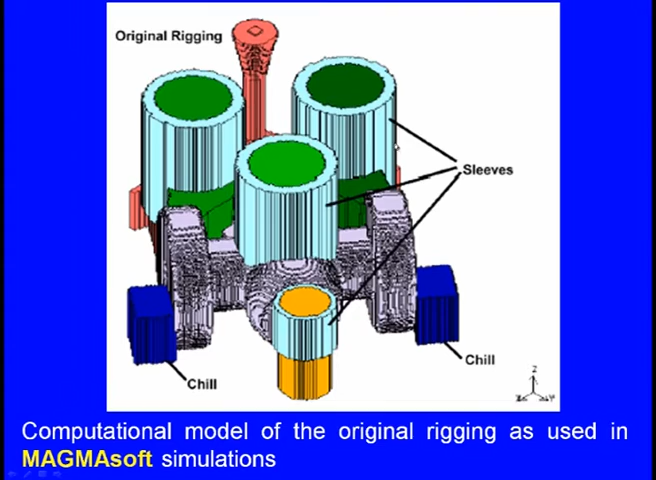 Original Rigging
Sleeves
Chill
Chill
Z
Computational model of the original rigging as used in
MAGMAsoft simulations